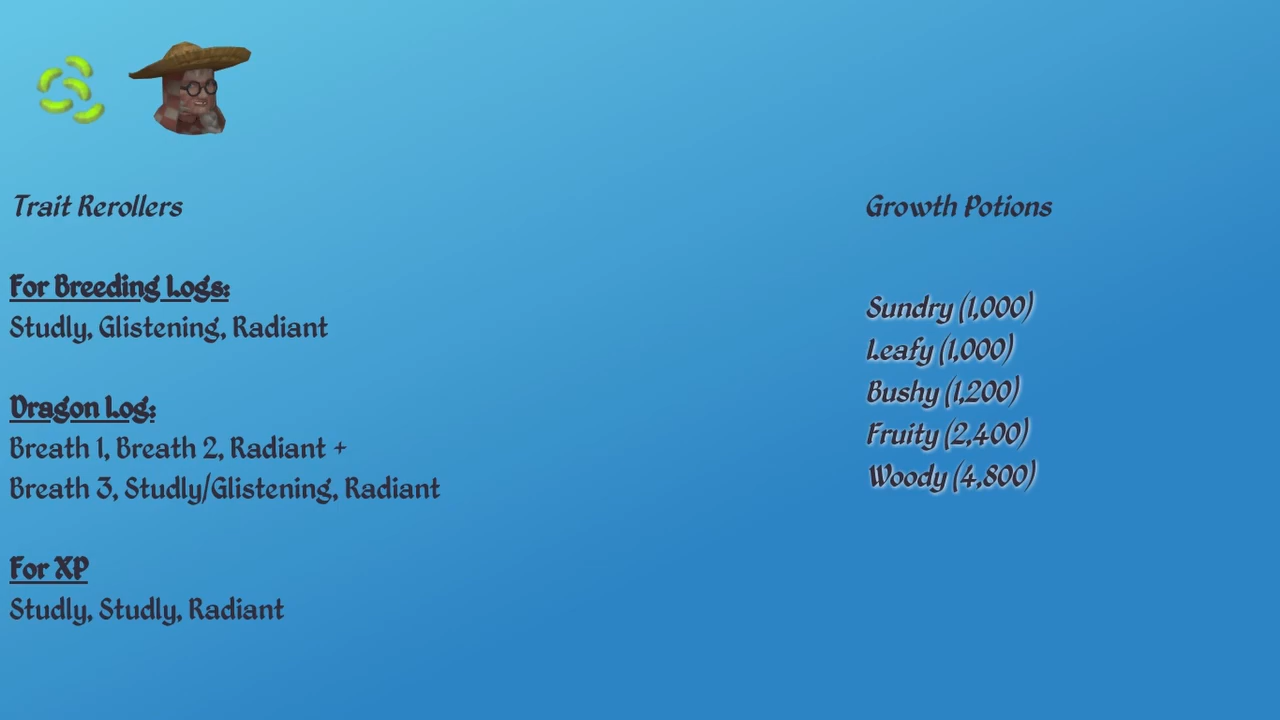 Trait Rerollers
For Breeding Logs:
Studly, Glistening, Radiant
Dragon Log:
Breath 1, Breath 2, Radiant +
Breath 3, Studly/Glistening, Radiant
For XP
Studly, Studly, Radiant
Growth Potions
Sundry (1,000)
Leafy (1,000)
Bushy (1,200)
Fruity (2,400)
Woody (4,800)